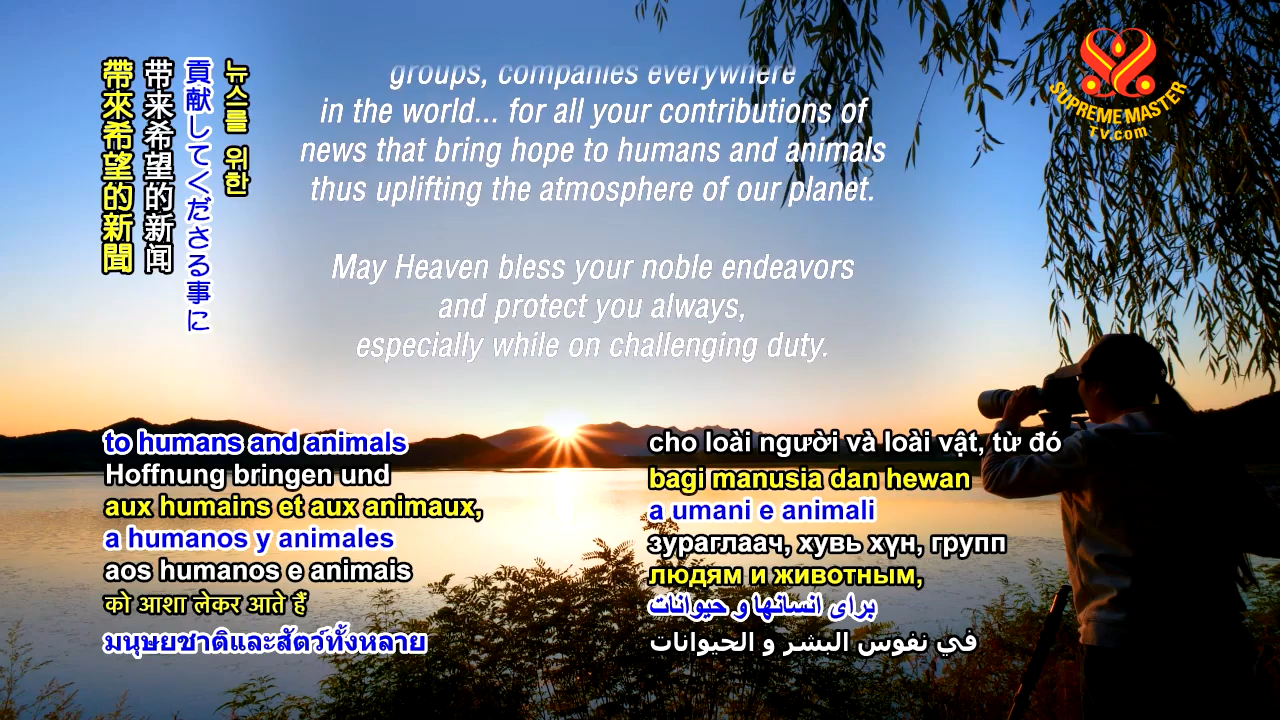 groups, companies everywhere
in the world... for all your contributions of
news that bring hope to humans and animals
thus uplifting the atmosphere of our planet.
May Heaven bless your noble endeavors
and protect you always,
especially while on challenging duty.
SUPREME MASTER
TV.com
뉴스를 위한
貢献してくださる事に
带来希望的新闻
帶來希望的新聞
to humans and animals
Hoffnung bringen und
aux humains et aux animaux,
a humanos y animales
aos humanos e animais
को आशा लेकर आते हैं
มนุษยชาติและสัตว์ทั้งหลาย
cho loài người và loài vật, từ đó
bagi manusia dan hewan
a umani e animali
зураглаач, хувь хүн, групп
людям и животным,
برای انسانها و حیوانات
في نفوس البشر و الحيوانات